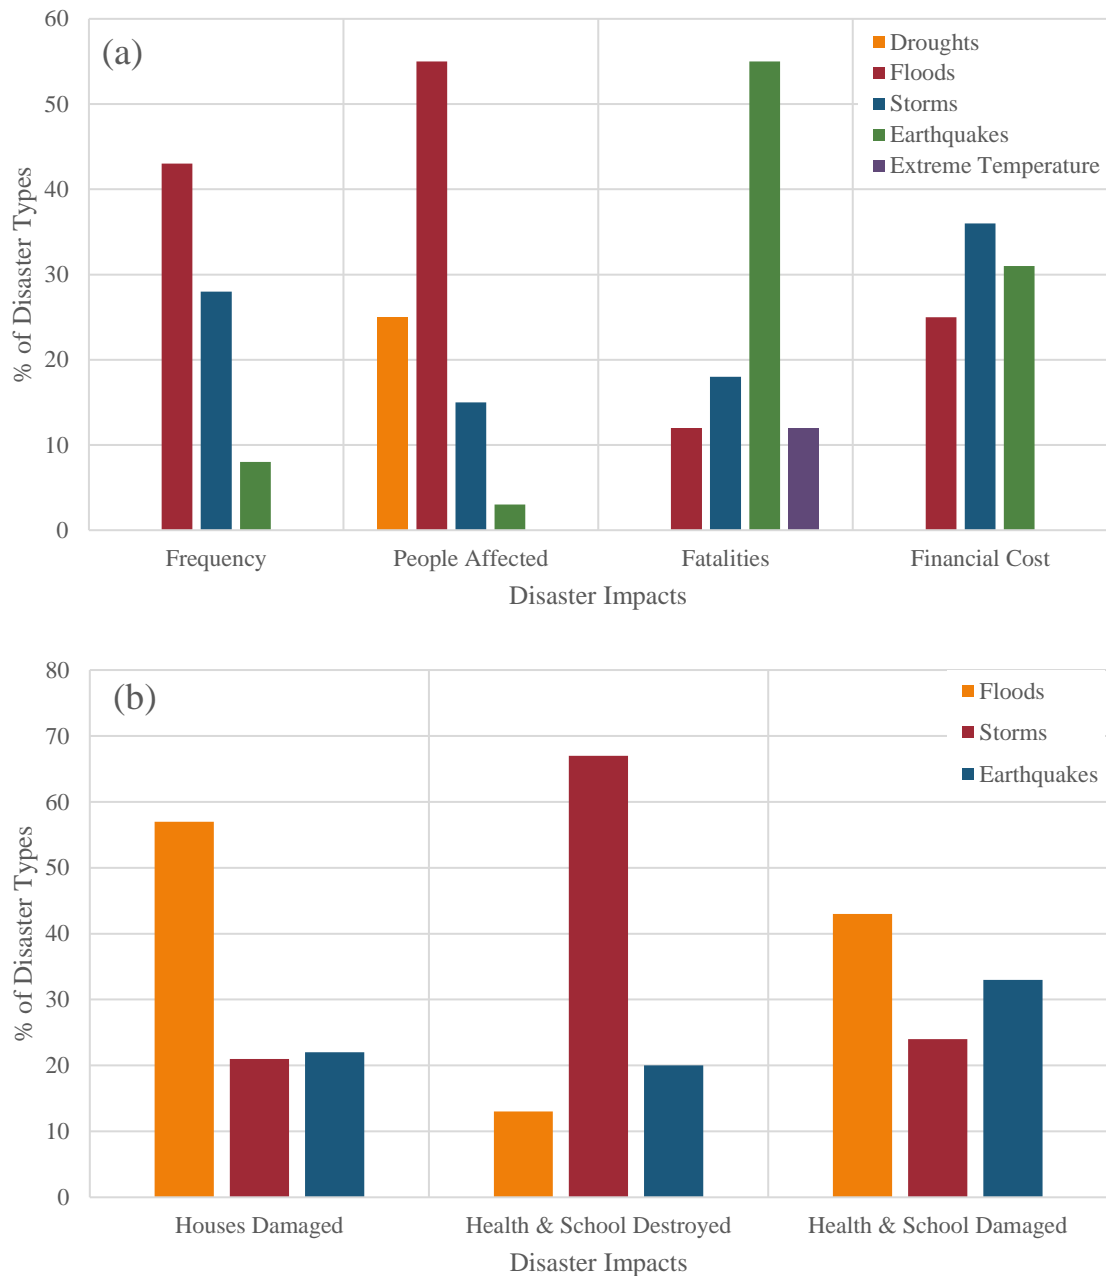 (a)
Droughts
Floods
Storms
Earthquakes
Extreme Temperature
% of Disaster Types
60
50
40
30
20
10
0
Frequency
People Affected
Fatalities
Financial Cost
Disaster Impacts
(b)
Floods
Storms
Earthquakes
% of Disaster Types
80
70
60
50
40
30
20
10
0
Houses Damaged
Health & School Destroyed
Health & School Damaged
Disaster Impacts